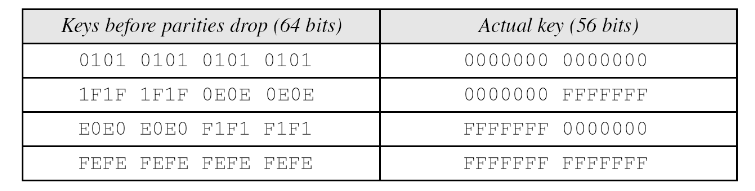 Keys before parities drop (64 bits) Actual key (56 bits)
0101 0101 0101 0101 0000000 0000000
1F1F 1F1F 0E0E 0E0E 0000000 FFFFFFF
E0E0 E0E0 F1F1 F1F1 FFFFFFF 0000000
FEFE FEFE FEFE FEFE FFFFFFF FFFFFFF